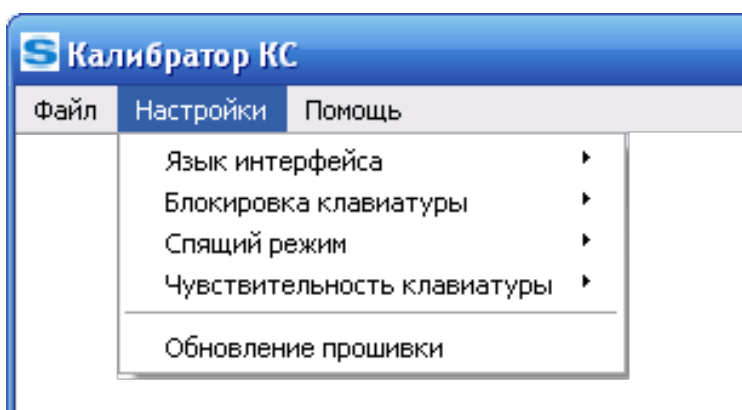 S Калибратор КС
Файл Настройки Помощь
Язык интерфейса
Блокировка клавиатуры
Спящий режим
Чувствительность клавиатуры
Обновление прошивки